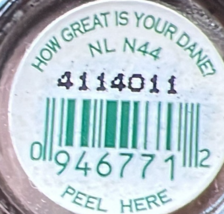 HOW GREAT IS YOUR DANE?
NL N44
4114011
0 946771 2
PEEL HERE